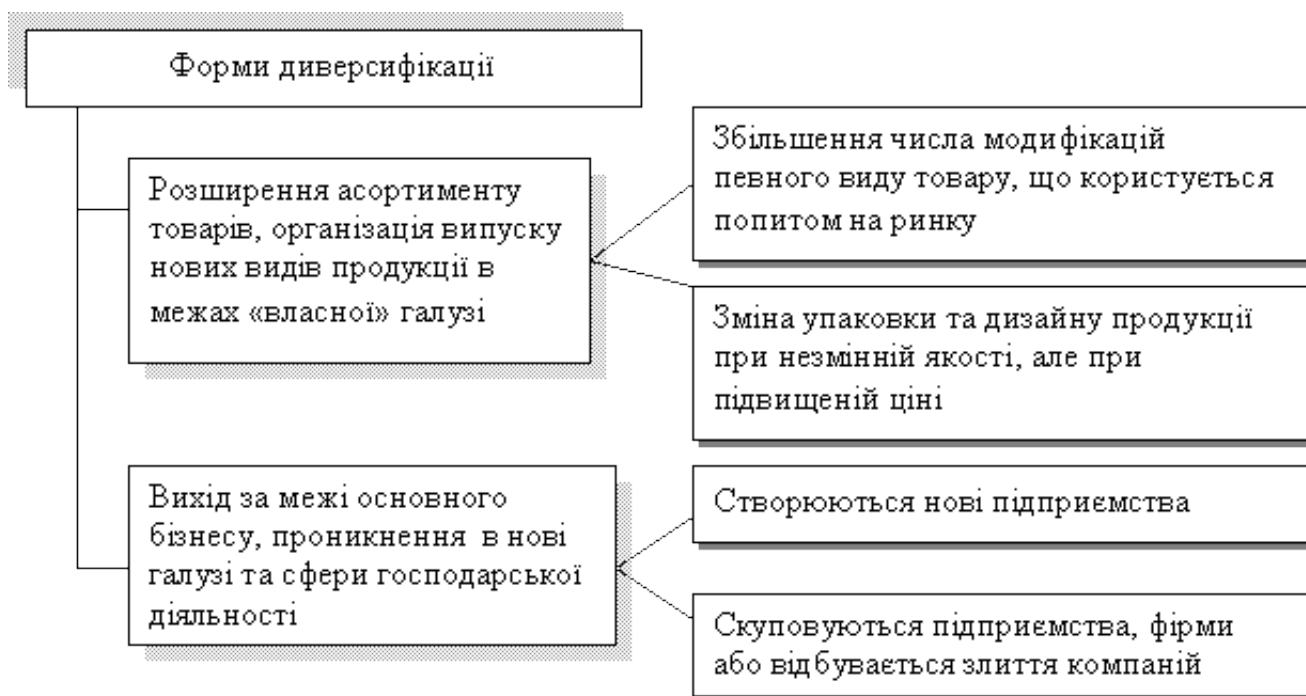 Форми диверсифікації
Розширення асортименту
товарів, організація випуску
нових видів продукції в
межах «власної» галузі
Збільшення числа модифікацій
певного виду товару, що користується
попитом на ринку
Зміна упаковки та дизайну продукції
при незмінній якості, але при
підвищеній ціні
Вихід за межі основного
бізнесу, проникнення в нові
галузі та сфери господарської
діяльності
Створюються нові підприємства
Скуповуються підприємства, фірми
або відбувається злиття компаній